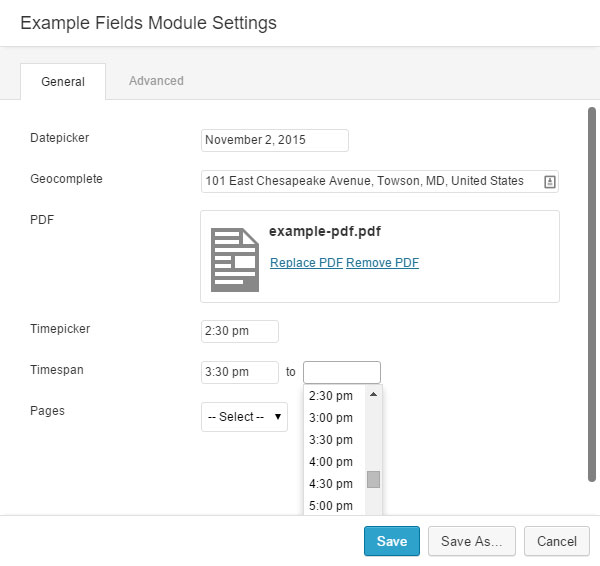 Example Fields Module Settings
General Advanced
Datepicker November 2, 2015
Geocomplete 101 East Chesapeake Avenue, Towson, MD, United States
PDF example-pdf.pdf
Replace PDF Remove PDF
Timepicker 2:30 pm
Timespan 3:30 pm to
2:30 pm
Pages -- Select -- 3:00 pm
3:30 pm
4:00 pm
4:30 pm
5:00 pm
Save Save As... Cancel